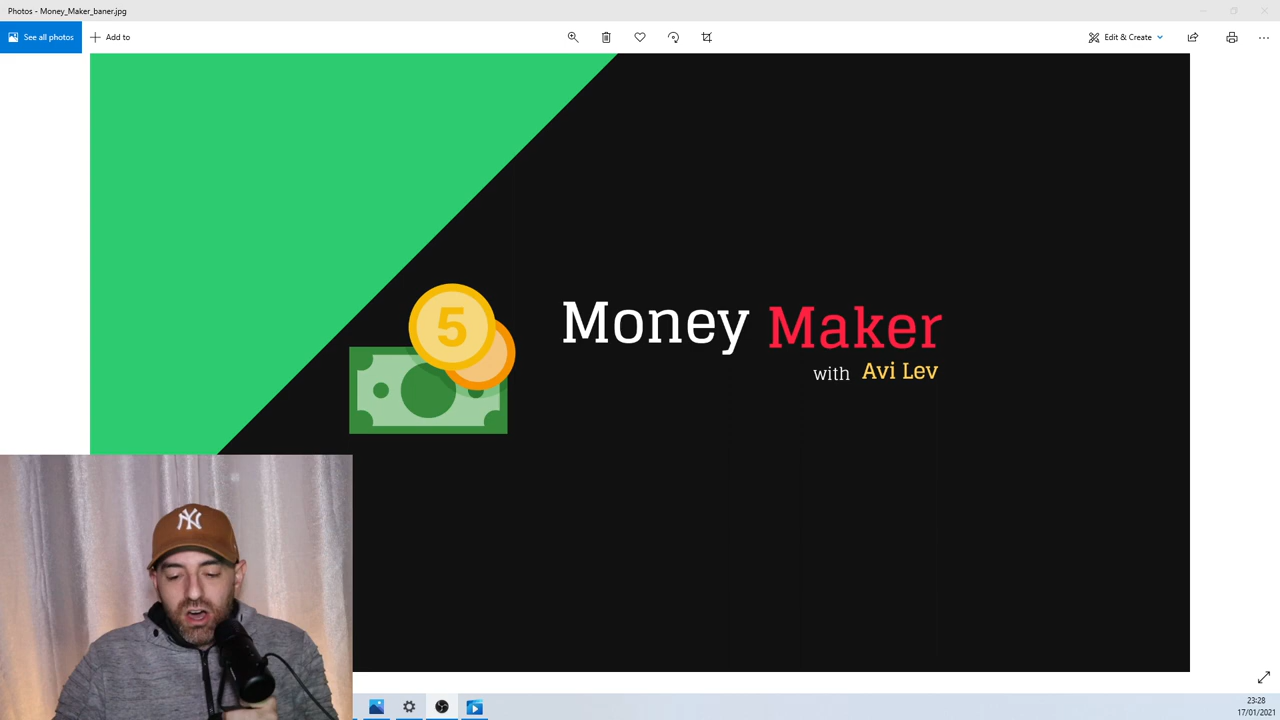 Photos - Money_Maker_baner.jpg
See all photos
Add to
Edit & Create
5
Money Maker
with Avi Lev
NY
23:28
17/01/2021